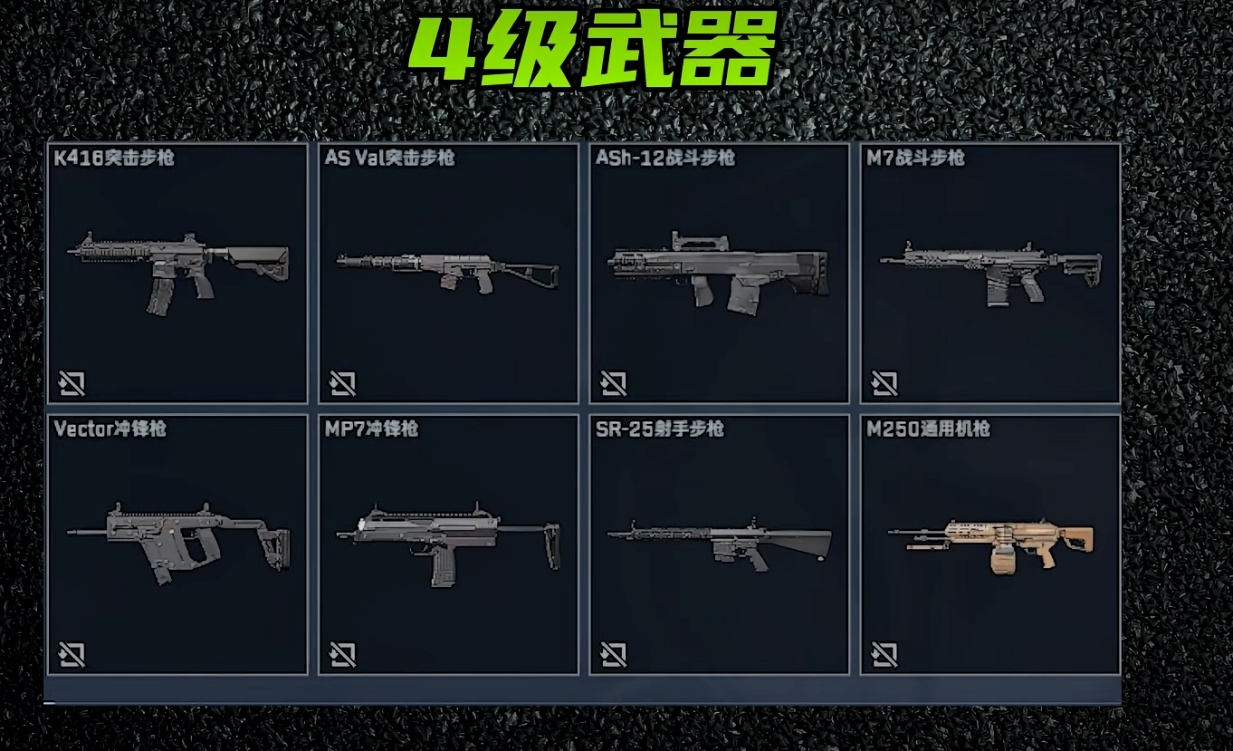 4级武器
K416突击步枪
AS Val突击步枪
ASh-12战斗步枪
M7战斗步枪
Vector冲锋枪
MP7冲锋枪
SR-25射手步枪
M250通用机枪